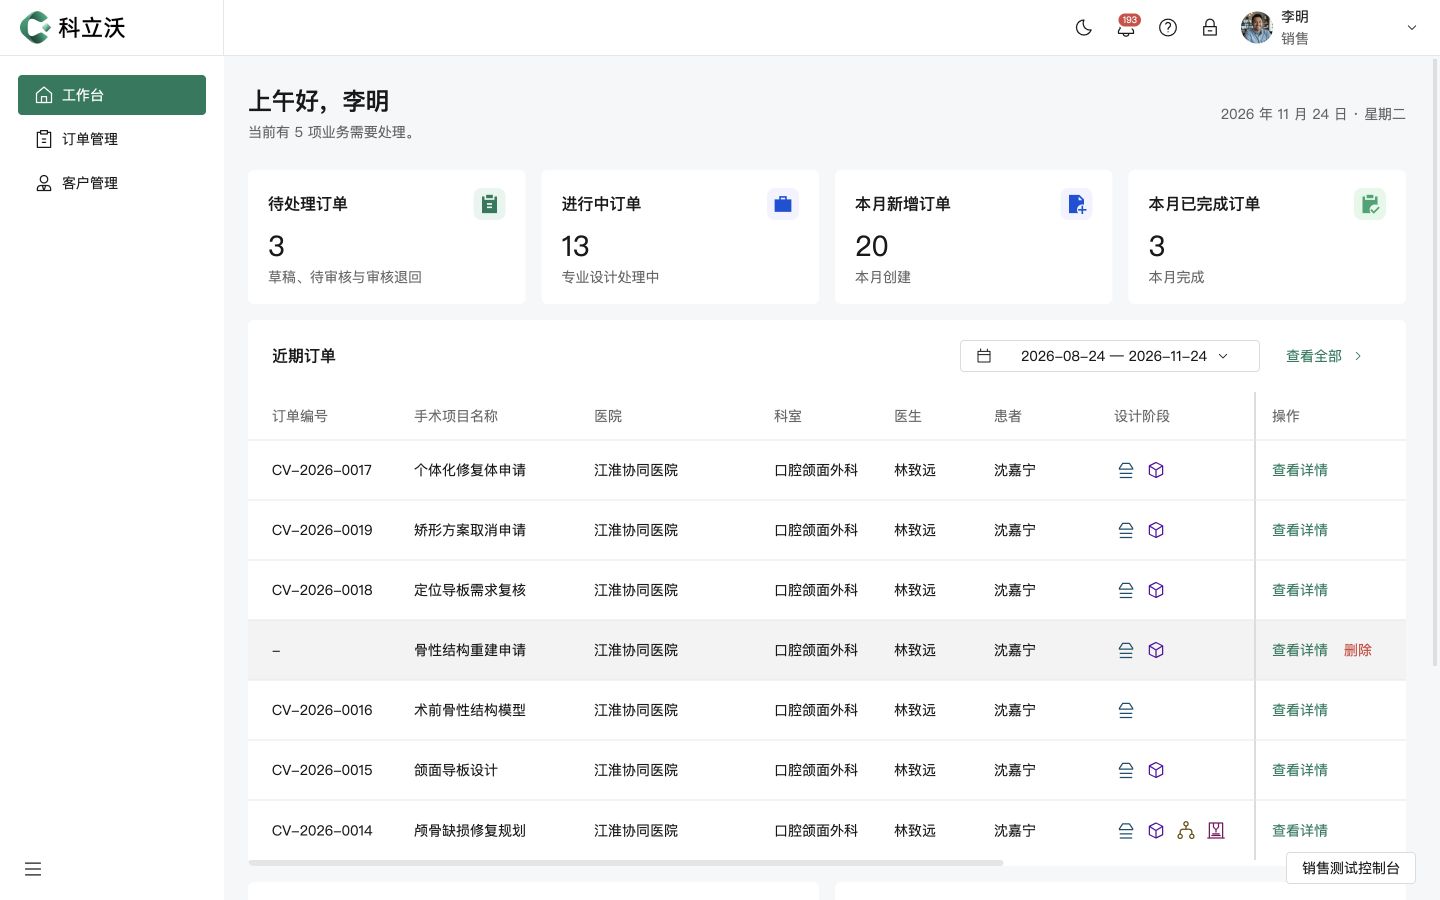 科立沃
193
李明
销售
工作台
订单管理
客户管理
上午好，李明
当前有 5 项业务需要处理。
2026 年 11 月 24 日 · 星期二
待处理订单
3
草稿、待审核与审核退回
进行中订单
13
专业设计处理中
本月新增订单
20
本月创建
本月已完成订单
3
本月完成
近期订单
2026-08-24 — 2026-11-24
查看全部
订单编号 手术项目名称 医院 科室 医生 患者 设计阶段 操作
CV-2026-0017 个体化修复体申请 江淮协同医院 口腔颌面外科 林致远 沈嘉宁 查看详情
CV-2026-0019 矫形方案取消申请 江淮协同医院 口腔颌面外科 林致远 沈嘉宁 查看详情
CV-2026-0018 定位导板需求复核 江淮协同医院 口腔颌面外科 林致远 沈嘉宁 查看详情
– 骨性结构重建申请 江淮协同医院 口腔颌面外科 林致远 沈嘉宁 查看详情 删除
CV-2026-0016 术前骨性结构模型 江淮协同医院 口腔颌面外科 林致远 沈嘉宁 查看详情
CV-2026-0015 颌面导板设计 江淮协同医院 口腔颌面外科 林致远 沈嘉宁 查看详情
CV-2026-0014 颅骨缺损修复规划 江淮协同医院 口腔颌面外科 林致远 沈嘉宁 查看详情
销售测试控制台